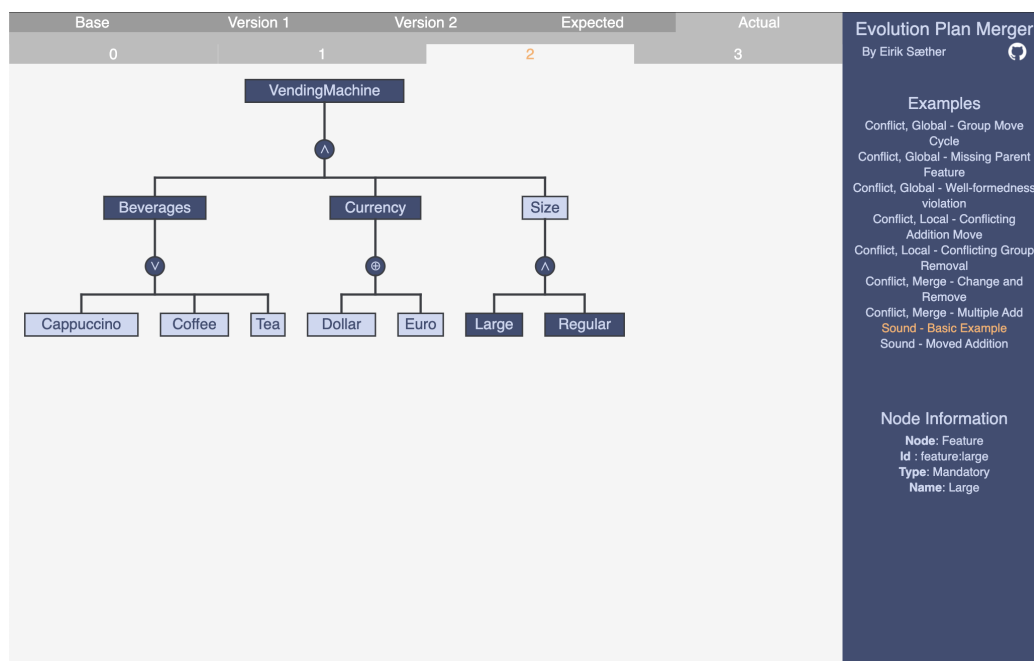 Base Version 1 Version 2 Expected Actual
0 1 2 3
VendingMachine
∧
Beverages Currency Size
∨ ⊕ ∧
Cappuccino Coffee Tea Dollar Euro Large Regular
Evolution Plan Merger
By Eirik Sæther
Examples
Conflict, Global - Group Move
Cycle
Conflict, Global - Missing Parent
Feature
Conflict, Global - Well-formedness
violation
Conflict, Local - Conflicting
Addition Move
Conflict, Local - Conflicting Group
Removal
Conflict, Merge - Change and
Remove
Conflict, Merge - Multiple Add
Sound - Basic Example
Sound - Moved Addition
Node Information
Node: Feature
Id : feature:large
Type: Mandatory
Name: Large